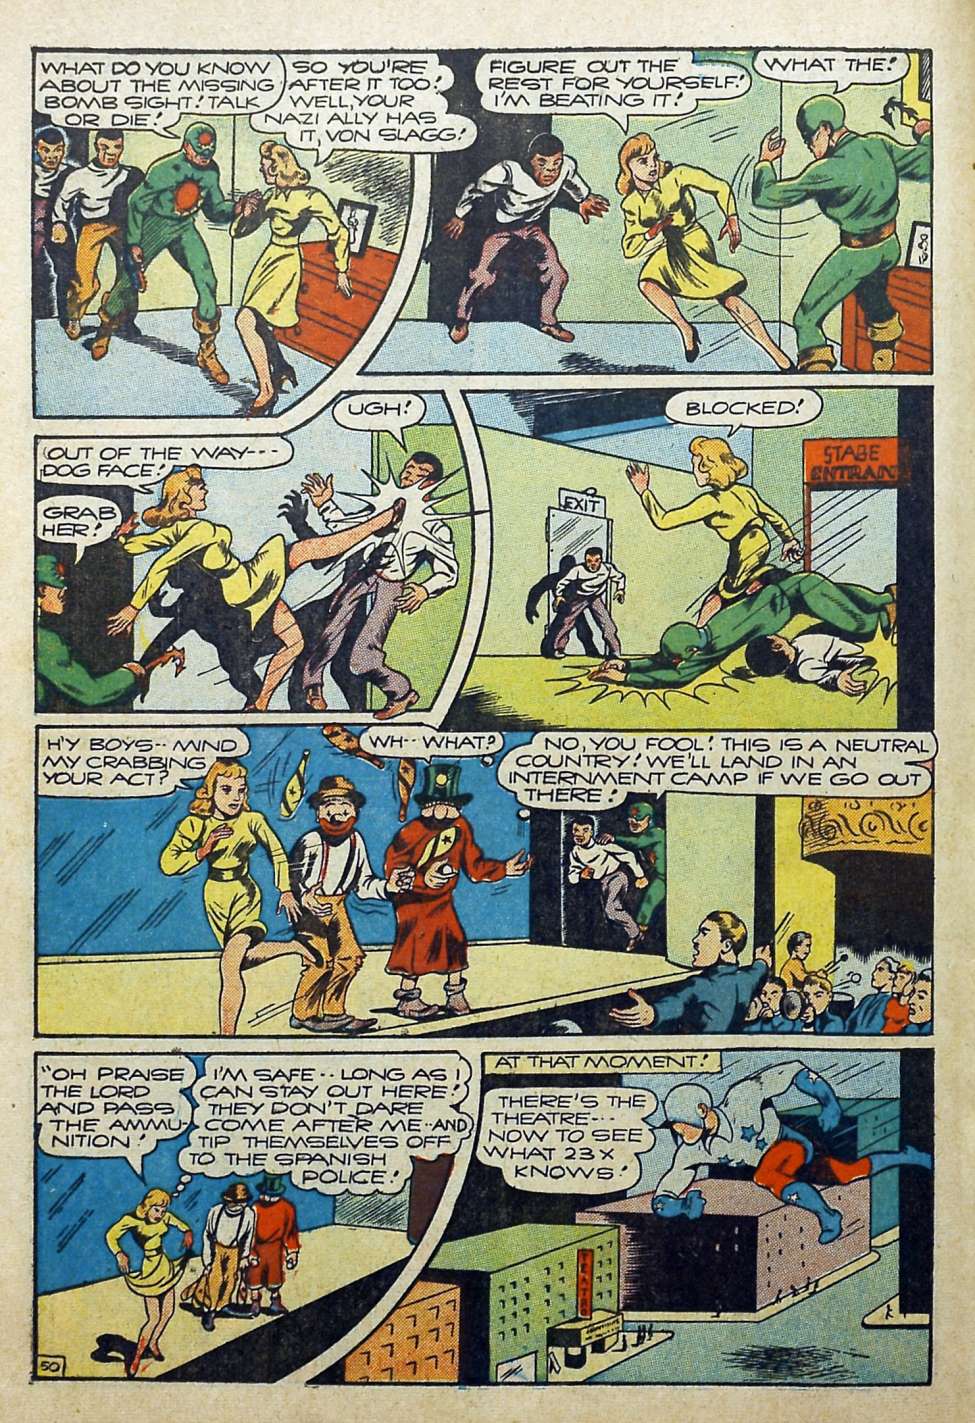 WHAT DO YOU KNOW
ABOUT THE MISSING
BOMB SIGHT! TALK
OR DIE!
SO YOU'RE
AFTER IT TOO!
WELL, YOUR
NAZI ALLY HAS
IT, VON SLAGG!
FIGURE OUT THE
REST FOR YOURSELF!
I'M BEATING IT!
WHAT THE!
OUT OF THE WAY---
DOG FACE!
GRAB
HER!
UGH!
BLOCKED!
EXIT
STAGE
ENTRAN
H'Y BOYS-- MIND
MY CRABBING
YOUR ACT?
WH-- WHAT?
NO, YOU FOOL! THIS IS A NEUTRAL
COUNTRY! WE'LL LAND IN AN
INTERNMENT CAMP IF WE GO OUT
THERE!
"OH PRAISE
THE LORD
AND PASS
THE AMMU-
NITION!
I'M SAFE -- LONG AS I
CAN STAY OUT HERE!
THEY DON'T DARE
COME AFTER ME --AND
TIP THEMSELVES OFF
TO THE SPANISH
POLICE!
AT THAT MOMENT!
THERE'S THE
THEATRE---
NOW TO SEE
WHAT 23X
KNOWS!
TEATRO
50